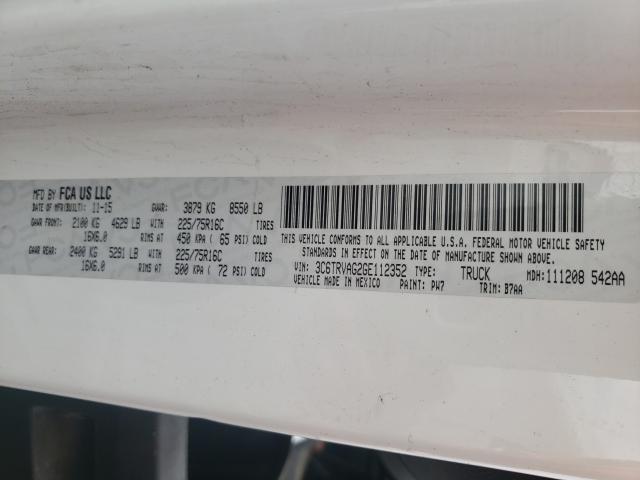 MFD BY FCA US LLC
DATE OF MFR(BUILT): 11-15 GVWR: 3879 KG 8550 LB
GAWR FRONT: 2100 KG 4629 LB WITH 225/75R16C TIRES
16X6.0 RIMS AT 450 KPA ( 65 PSI) COLD
GAWR REAR: 2400 KG 5291 LB WITH 225/75R16C TIRES
16X6.0 RIMS AT 500 KPA ( 72 PSI) COLD
THIS VEHICLE CONFORMS TO ALL APPLICABLE U.S.A. FEDERAL MOTOR VEHICLE SAFETY
STANDARDS IN EFFECT ON THE DATE OF MANUFACTURE SHOWN ABOVE.
VIN: 3C6TRVAG2GE112352 TYPE: TRUCK MDH: 111208 542AA
VEHICLE MADE IN MEXICO PAINT: PW7 TRIM: B7AA